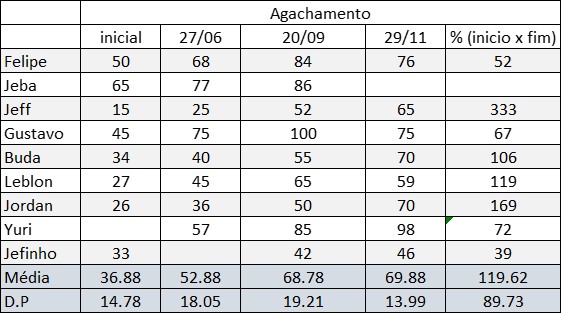 Agachamento
inicial 27/06 20/09 29/11 % (inicio x fim)
Felipe 50 68 84 76 52
Jeba 65 77 86
Jeff 15 25 52 65 333
Gustavo 45 75 100 75 67
Buda 34 40 55 70 106
Leblon 27 45 65 59 119
Jordan 26 36 50 70 169
Yuri 57 85 98 72
Jefinho 33 42 46 39
Média 36.88 52.88 68.78 69.88 119.62
D.P 14.78 18.05 19.21 13.99 89.73